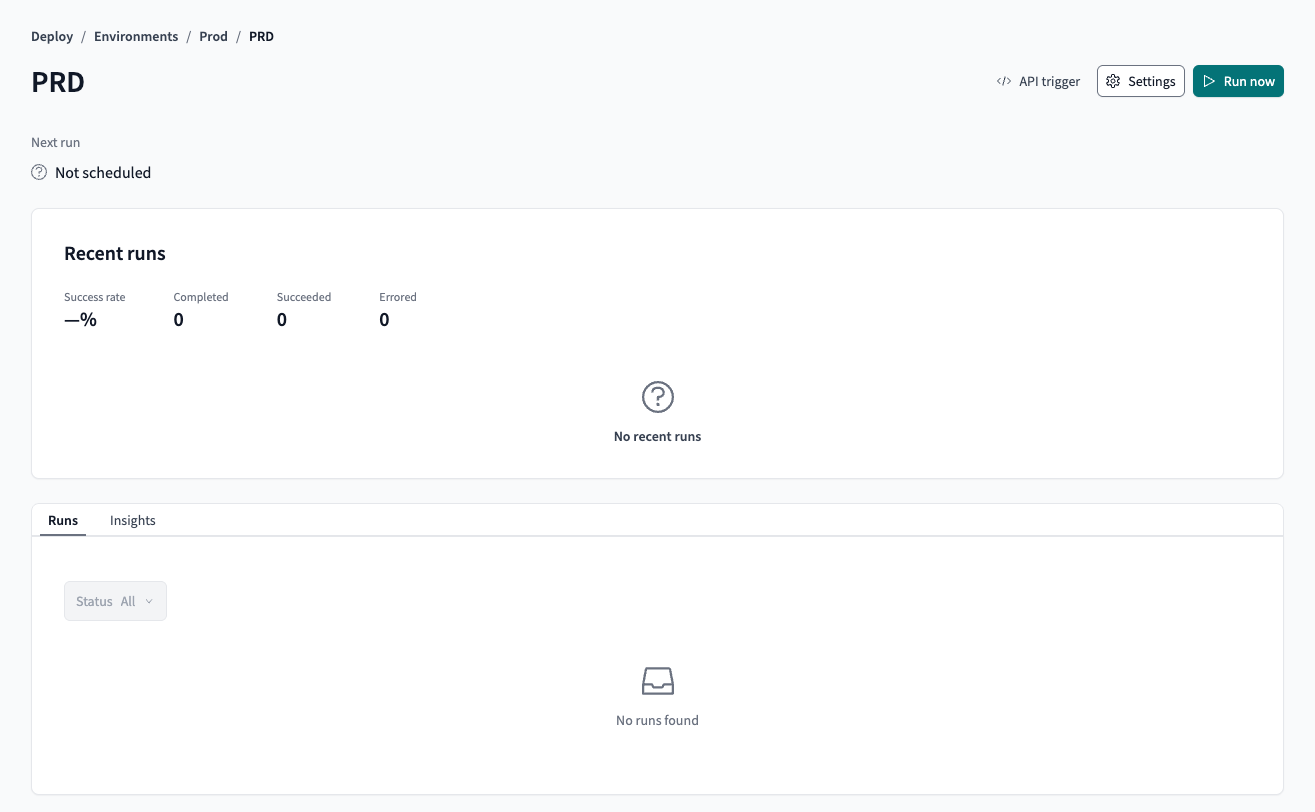 Deploy / Environments / Prod / PRD
PRD
</> API trigger Settings Run now
Next run
Not scheduled
Recent runs
Success rate Completed Succeeded Errored
—% 0 0 0
No recent runs
Runs Insights
Status All
No runs found